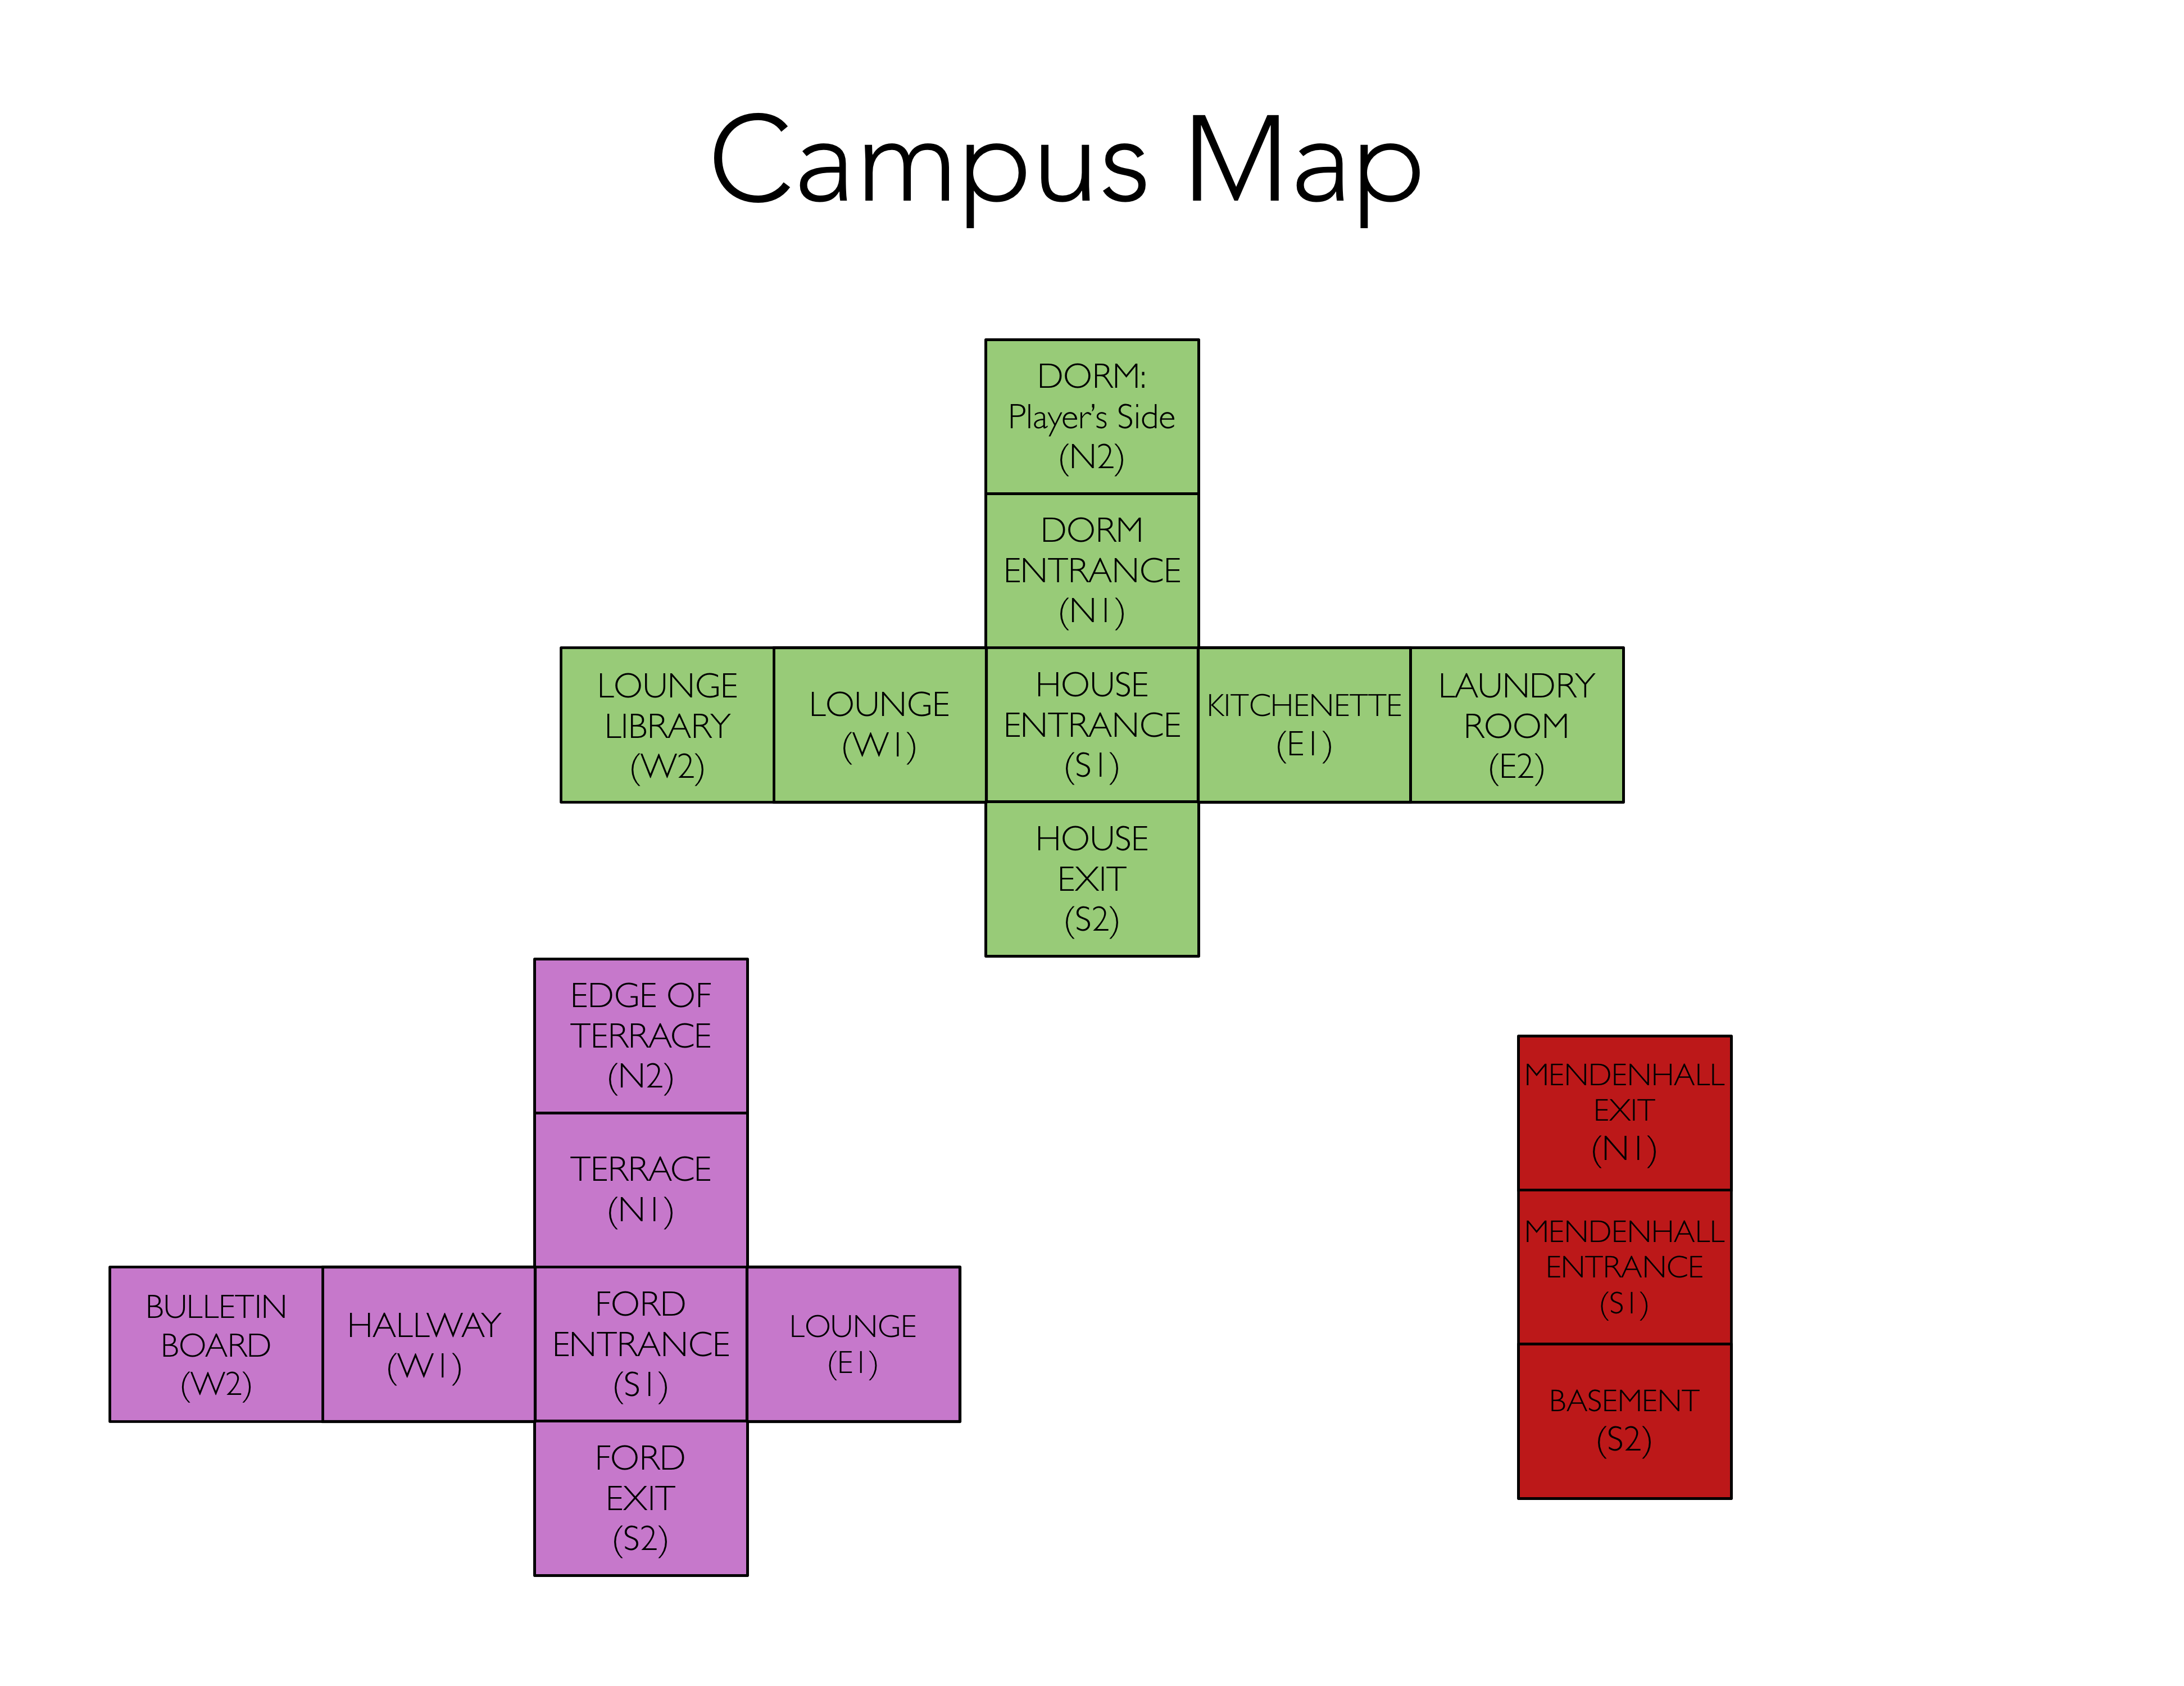 Campus Map
DORM:
Player's Side
(N2)
DORM
ENTRANCE
(N1)
LOUNGE
LIBRARY
(W2)
LOUNGE
(W1)
HOUSE
ENTRANCE
(S1)
KITCHENETTE
(E1)
LAUNDRY
ROOM
(E2)
HOUSE
EXIT
(S2)
EDGE OF
TERRACE
(N2)
TERRACE
(N1)
BULLETIN
BOARD
(W2)
HALLWAY
(W1)
FORD
ENTRANCE
(S1)
LOUNGE
(E1)
FORD
EXIT
(S2)
MENDENHALL
EXIT
(N1)
MENDENHALL
ENTRANCE
(S1)
BASEMENT
(S2)